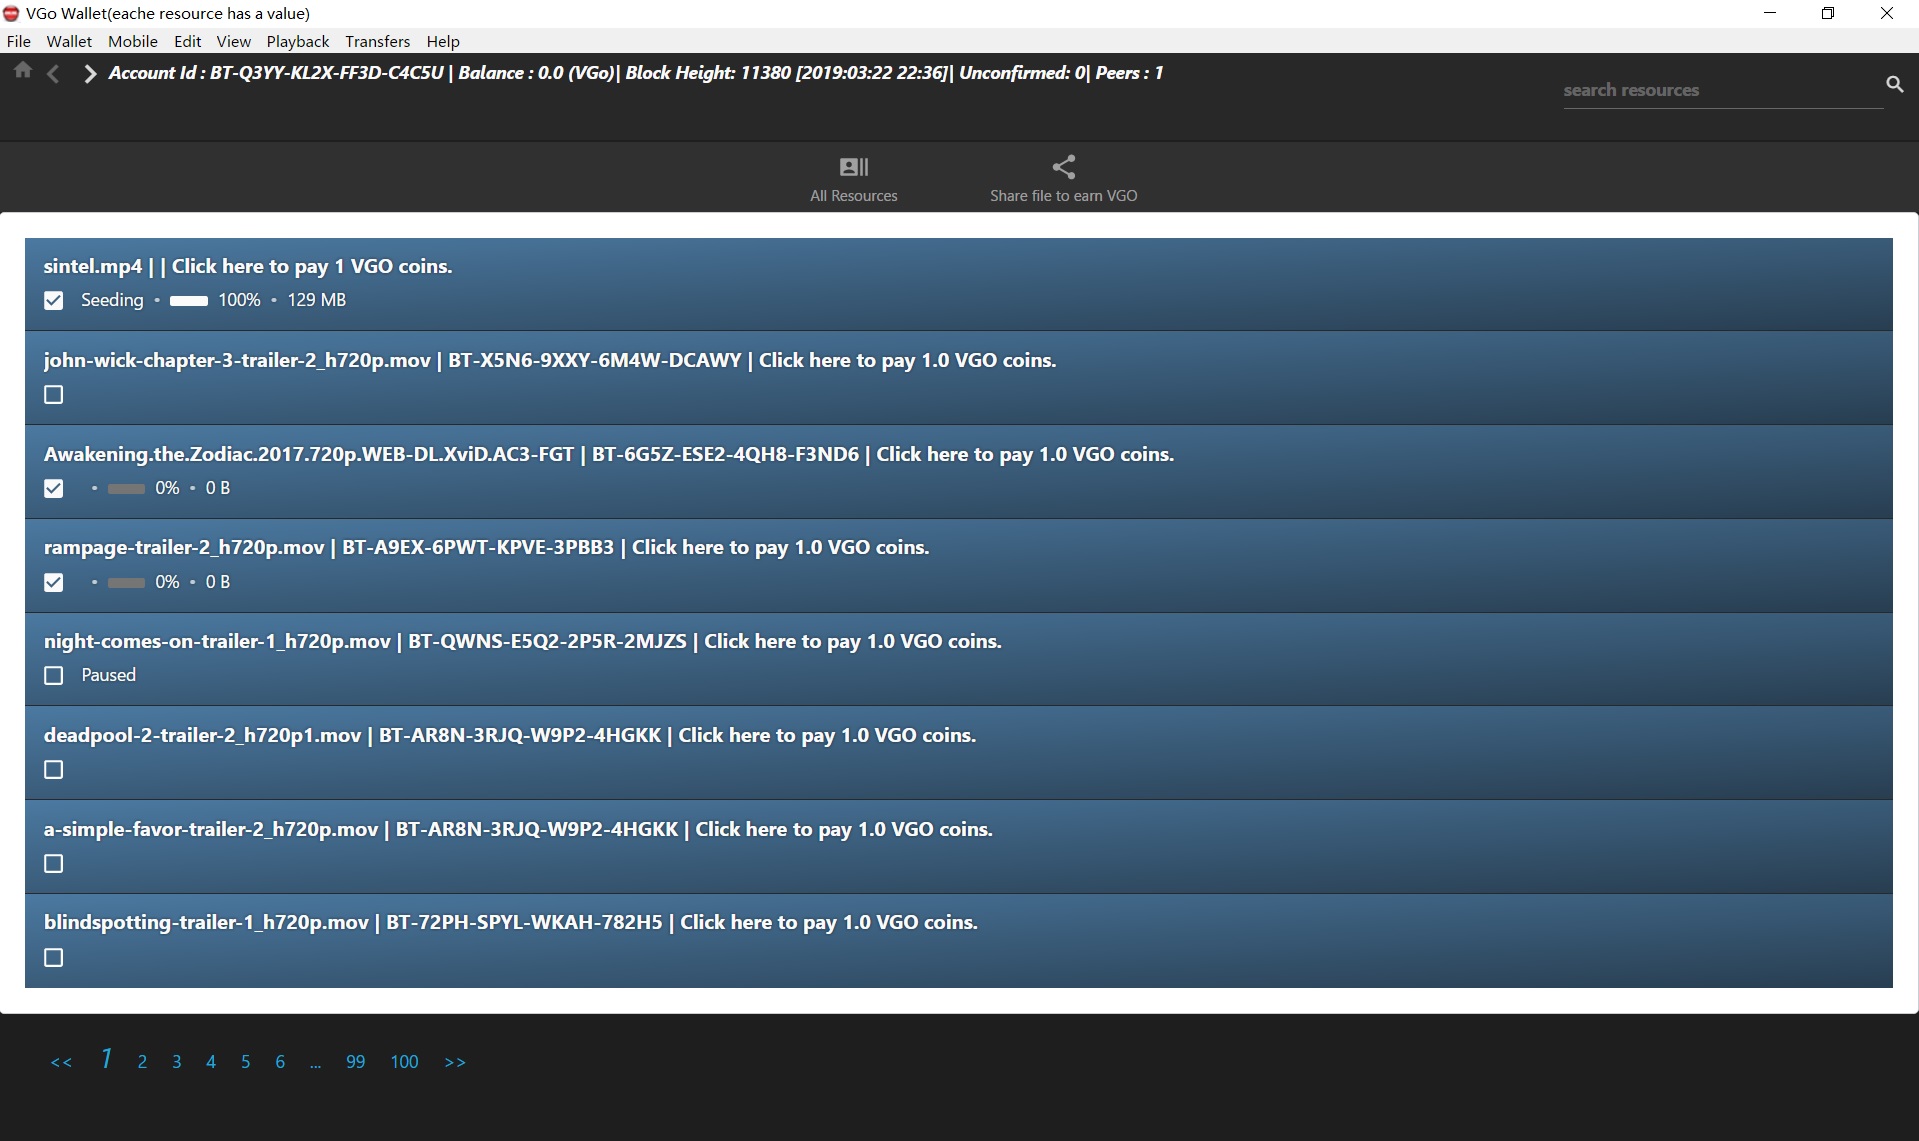 VGo Wallet(eache resource has a value)
File Wallet Mobile Edit View Playback Transfers Help
Account Id : BT-Q3YY-KL2X-FF3D-C4C5U | Balance : 0.0 (VGo)| Block Height: 11380 [2019:03:22 22:36]| Unconfirmed: 0| Peers : 1
search resources
All Resources
Share file to earn VGO
sintel.mp4 | | Click here to pay 1 VGO coins.
Seeding • 100% • 129 MB
john-wick-chapter-3-trailer-2_h720p.mov | BT-X5N6-9XXY-6M4W-DCAWY | Click here to pay 1.0 VGO coins.
Awakening.the.Zodiac.2017.720p.WEB-DL.XviD.AC3-FGT | BT-6G5Z-ESE2-4QH8-F3ND6 | Click here to pay 1.0 VGO coins.
• 0% • 0 B
rampage-trailer-2_h720p.mov | BT-A9EX-6PWT-KPVE-3PBB3 | Click here to pay 1.0 VGO coins.
• 0% • 0 B
night-comes-on-trailer-1_h720p.mov | BT-QWNS-E5Q2-2P5R-2MJZS | Click here to pay 1.0 VGO coins.
Paused
deadpool-2-trailer-2_h720p1.mov | BT-AR8N-3RJQ-W9P2-4HGKK | Click here to pay 1.0 VGO coins.
a-simple-favor-trailer-2_h720p.mov | BT-AR8N-3RJQ-W9P2-4HGKK | Click here to pay 1.0 VGO coins.
blindspotting-trailer-1_h720p.mov | BT-72PH-SPYL-WKAH-782H5 | Click here to pay 1.0 VGO coins.
<< 1 2 3 4 5 6 ... 99 100 >>